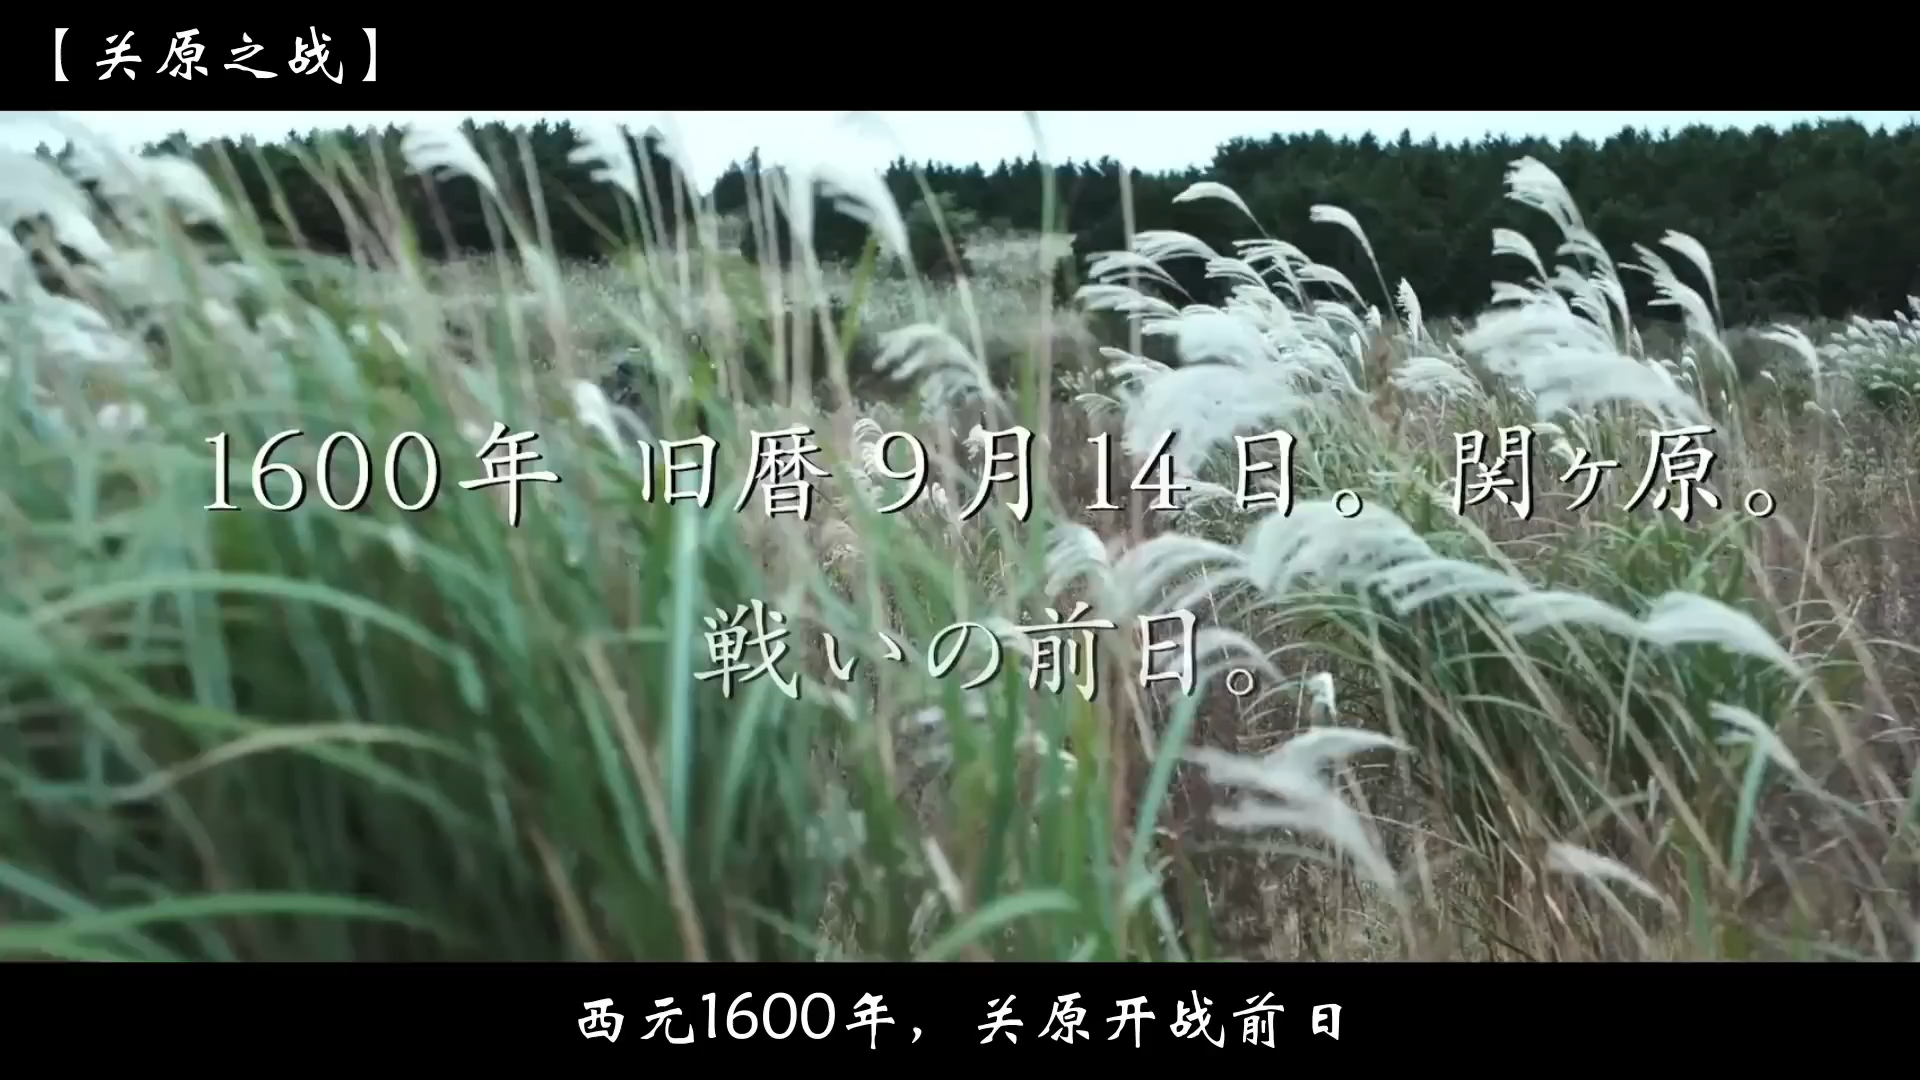 【关原之战】
1600年 旧暦9月14日。関ヶ原。
戦いの前日。
西元1600年，关原开战前日